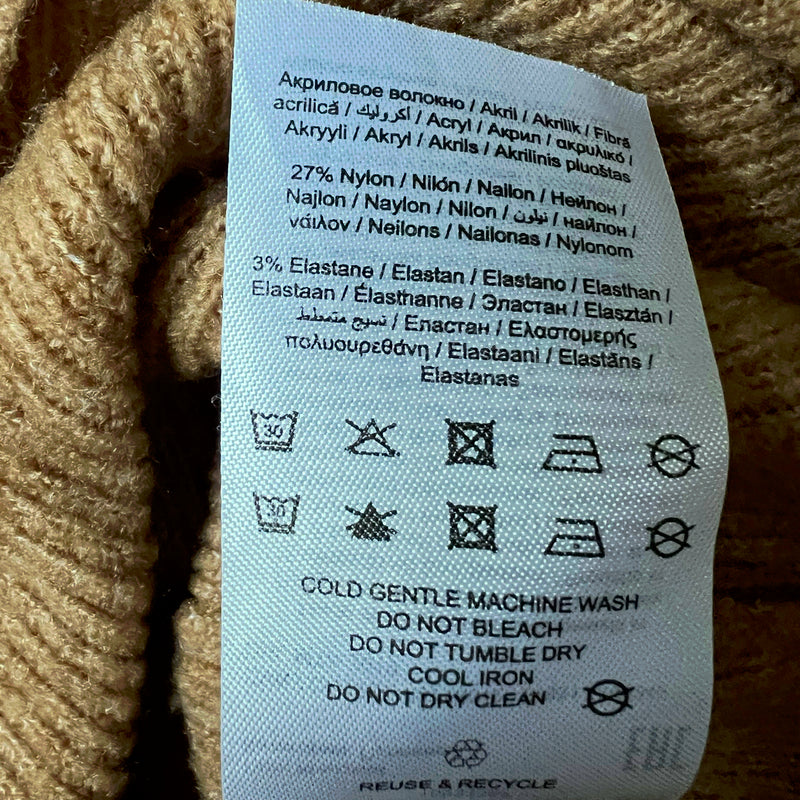 Акриловое волокно / Akril / Akrilik / Fibră
acrilică / أكروليك / Acryl / Акрил / ακρυλικό /
Akryyli / Akryl / Akrils / Akrilinis pluoštas
27% Nylon / Nilón / Nailon / Нейлон /
Najlon / Naylon / Nilon / نيلون / найлон /
νάιλον / Neilons / Nailonas / Nylonom
3% Elastane / Elastan / Elastano / Elasthan /
Elastaan / Élasthanne / Эластан / Elasztán /
نسيج متمطط / Еластан / Ελαστομερής
πολυουρεθάνη / Elastaani / Elastāns /
Elastanas
30
30
COLD GENTLE MACHINE WASH
DO NOT BLEACH
DO NOT TUMBLE DRY
COOL IRON
DO NOT DRY CLEAN
REUSE & RECYCLE